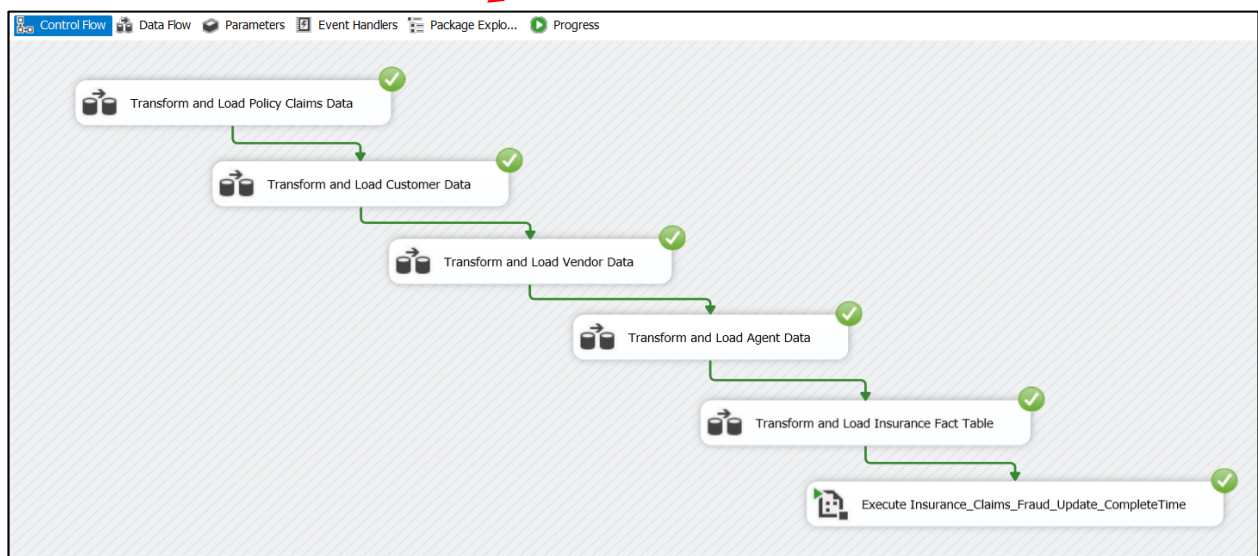 Control Flow Data Flow Parameters Event Handlers Package Explo... Progress
Transform and Load Policy Claims Data
Transform and Load Customer Data
Transform and Load Vendor Data
Transform and Load Agent Data
Transform and Load Insurance Fact Table
Execute Insurance_Claims_Fraud_Update_CompleteTime